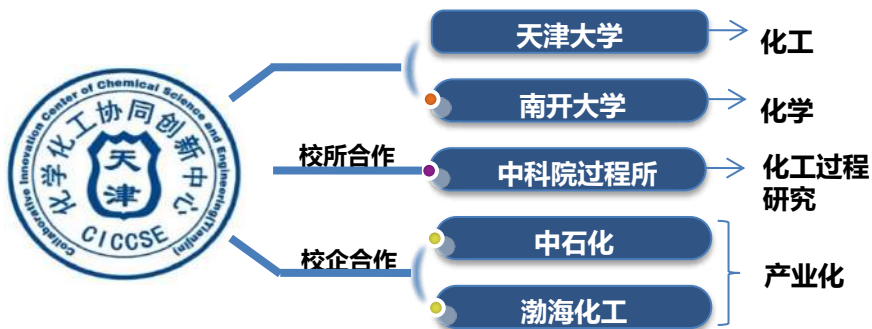 天津大学
化工
南开大学
化学
校所合作
中科院过程所
化工过程
研究
校企合作
中石化
渤海化工
产业化
Collaborative Innovation Center of Chemical Science and Engineering(Tianjin)
化学化工协同创新中心
天
津
CICCSE